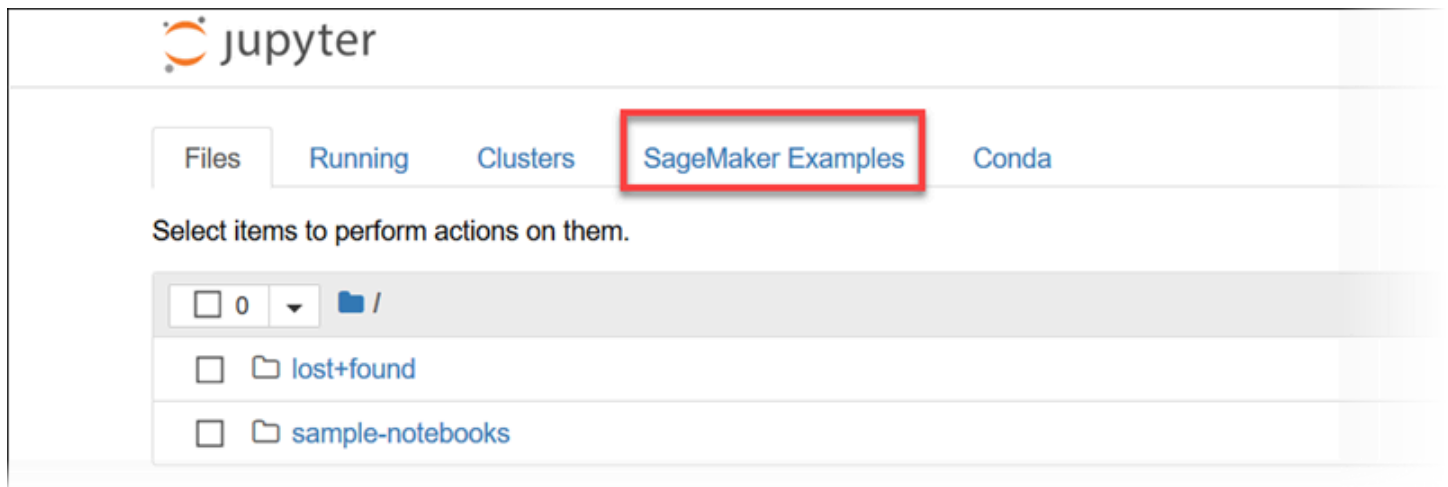 jupyter
Files Running Clusters SageMaker Examples Conda
Select items to perform actions on them.
0 /
lost+found
sample-notebooks